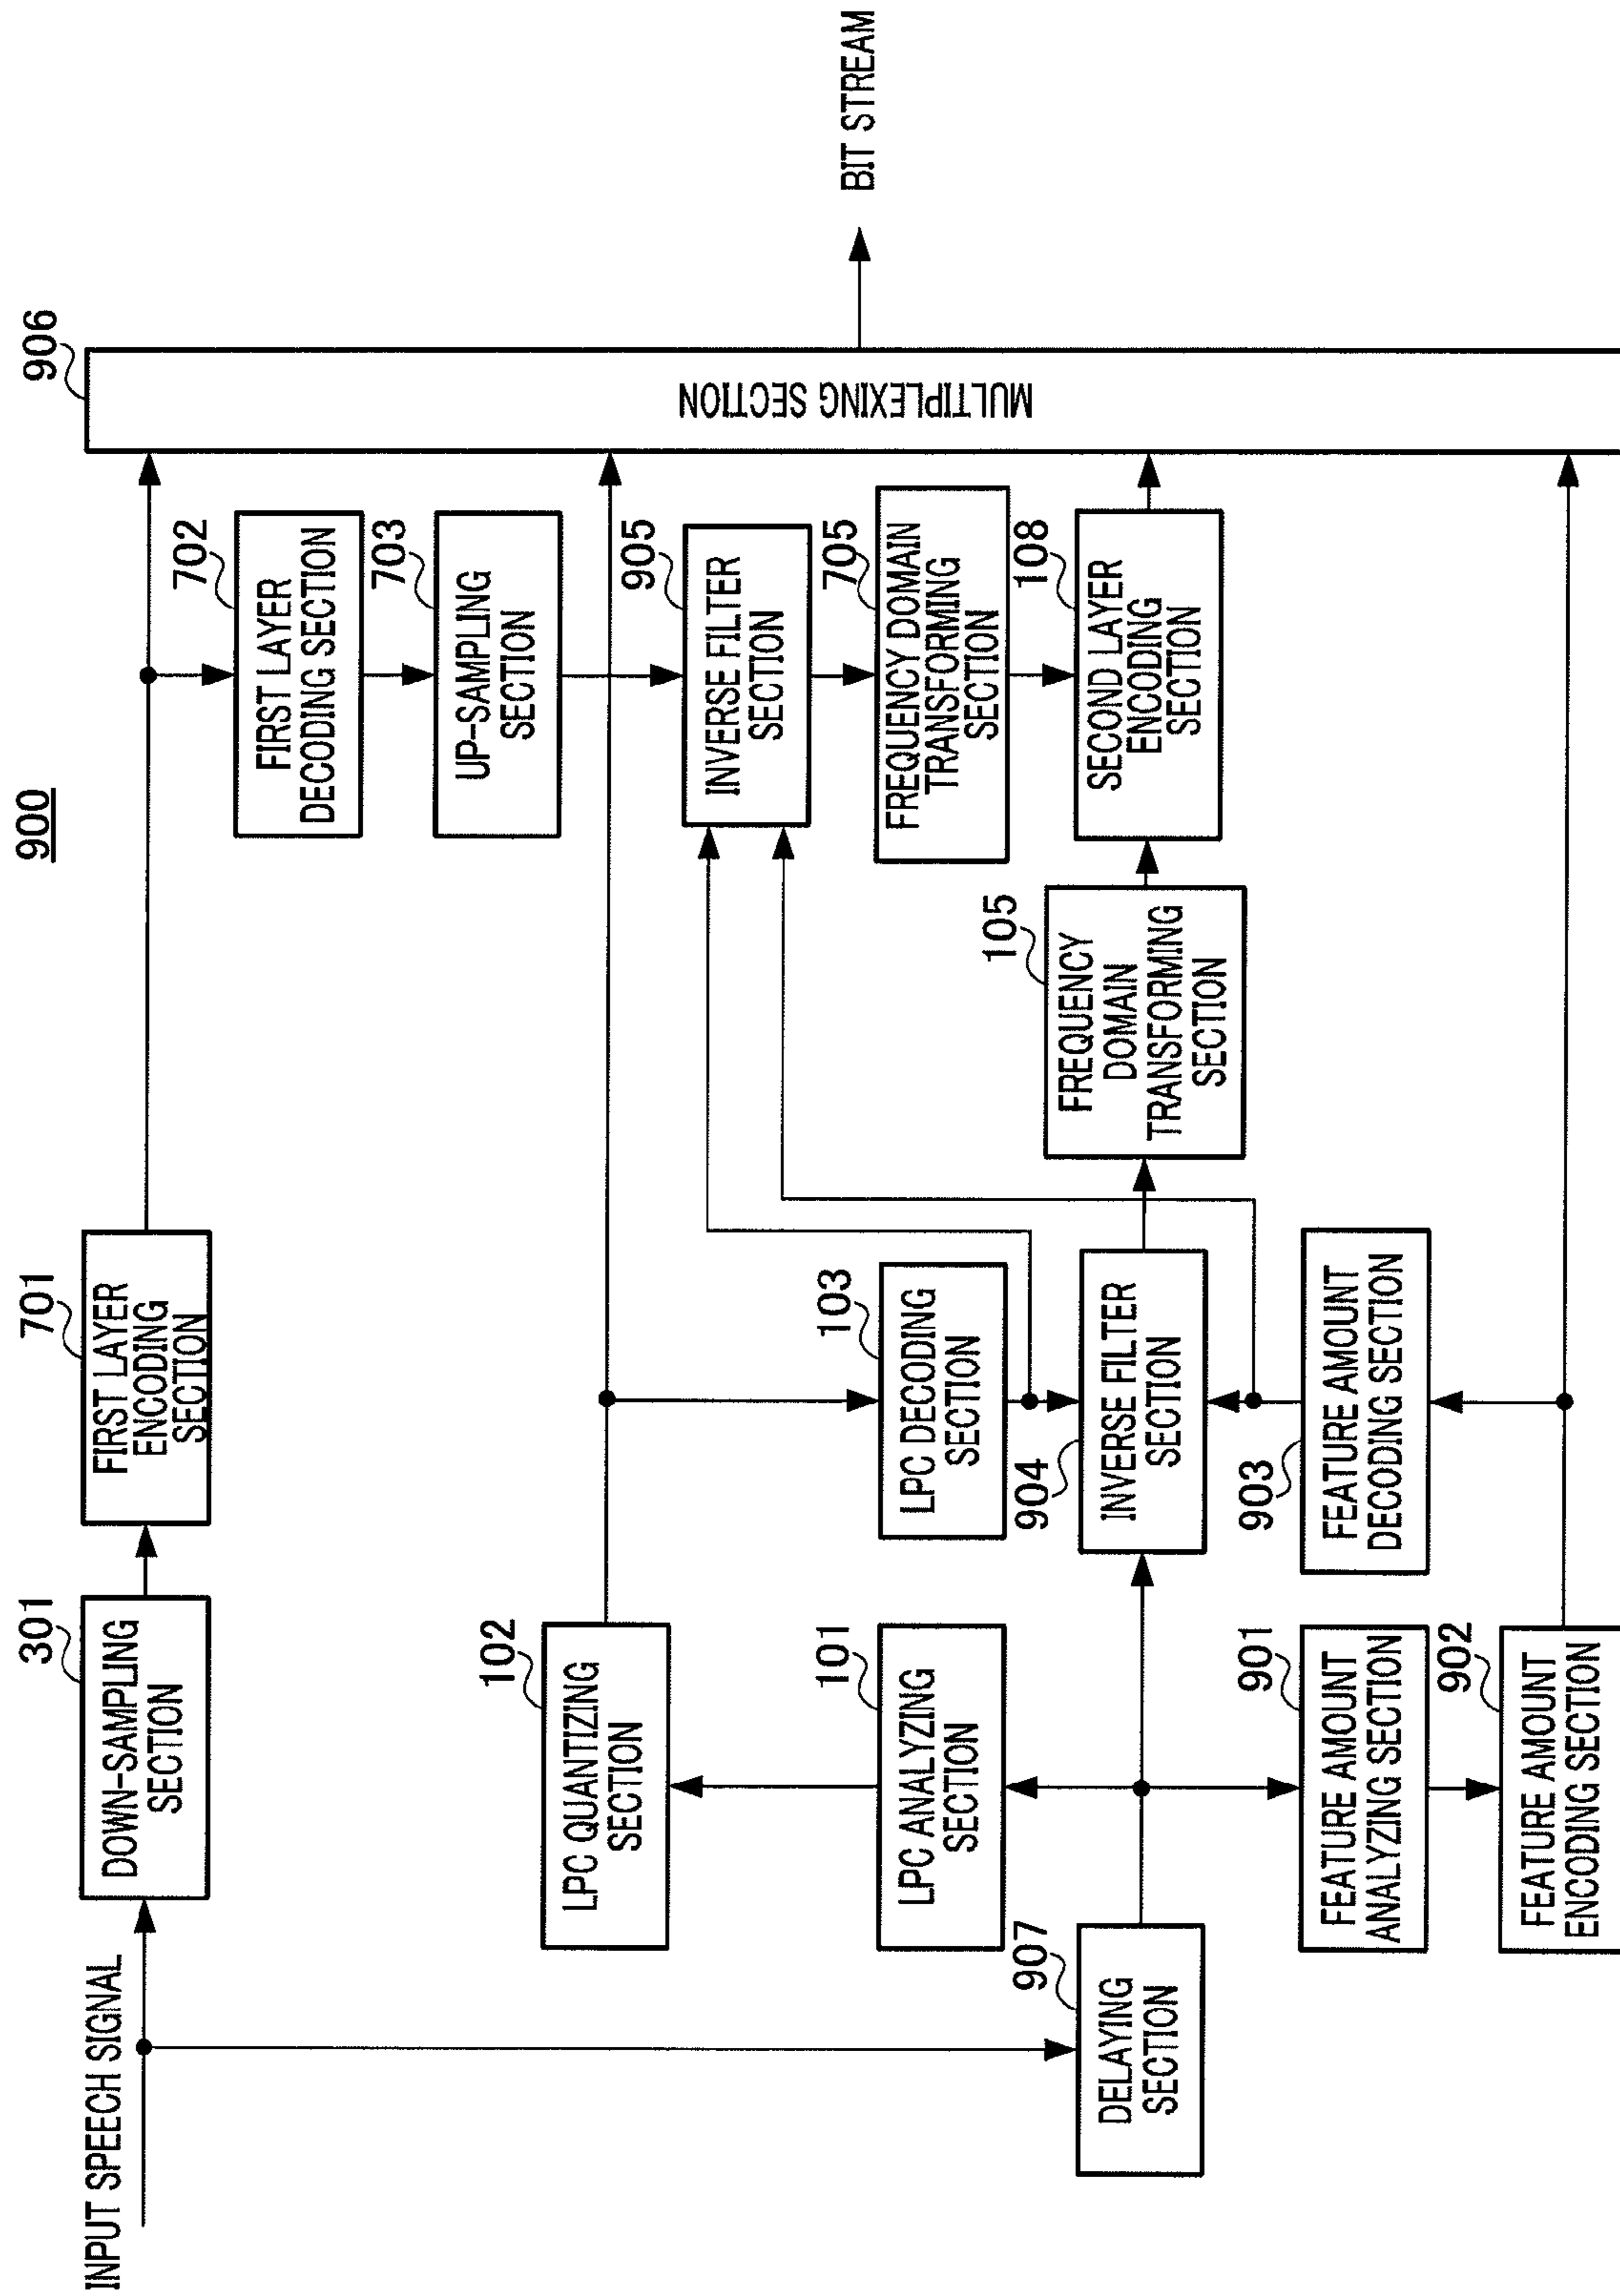 900
INPUT SPEECH SIGNAL
301
DOWN-SAMPLING
SECTION
701
FIRST LAYER
ENCODING
SECTION
702
FIRST LAYER
DECODING SECTION
703
UP-SAMPLING
SECTION
906
MULTIPLEXING SECTION
BIT STREAM
102
LPC QUANTIZING
SECTION
905
INVERSE FILTER
SECTION
101
LPC ANALYZING
SECTION
103
LPC DECODING
SECTION
705
FREQUENCY DOMAIN
TRANSFORMING
SECTION
907
DELAYING
SECTION
904
INVERSE FILTER
SECTION
105
FREQUENCY
DOMAIN
TRANSFORMING
SECTION
108
SECOND LAYER
ENCODING
SECTION
901
FEATURE AMOUNT
ANALYZING SECTION
903
FEATURE AMOUNT
DECODING SECTION
902
FEATURE AMOUNT
ENCODING SECTION